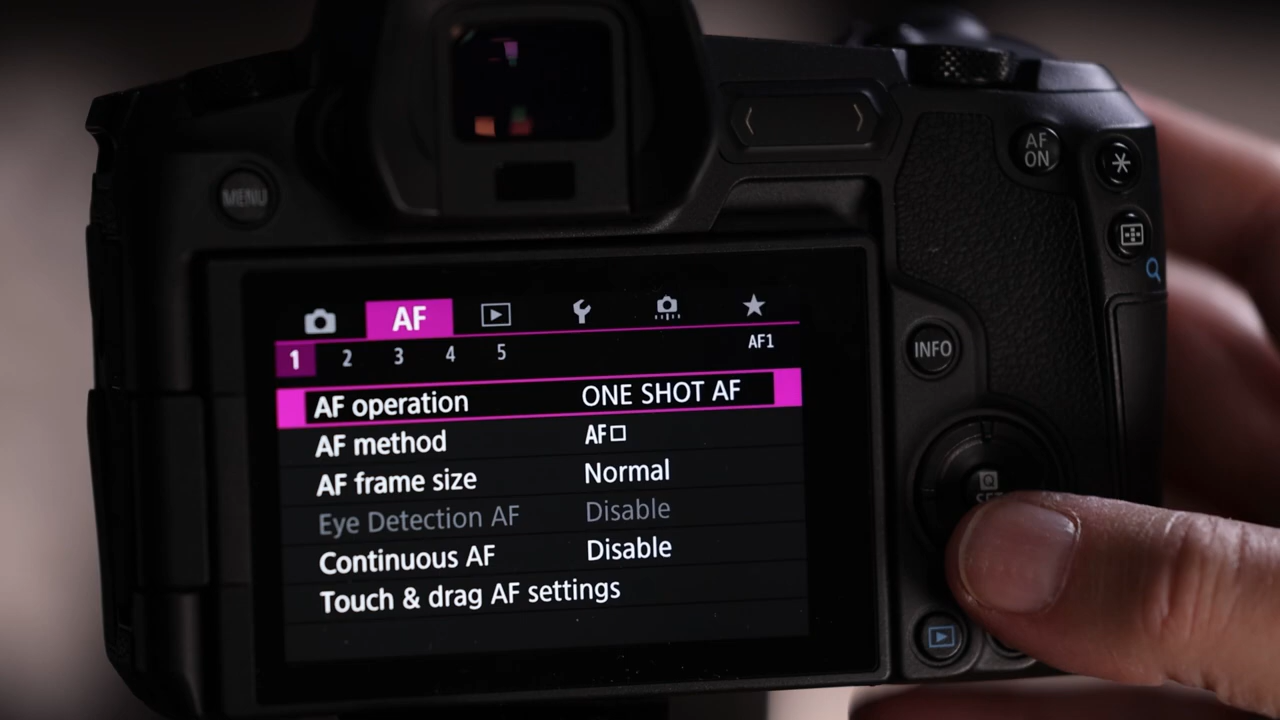 MENU
AF
ON
AF
1 2 3 4 5 AF1
AF operation ONE SHOT AF
AF method AF
AF frame size Normal
Eye Detection AF Disable
Continuous AF Disable
Touch & drag AF settings
INFO
Q
SET